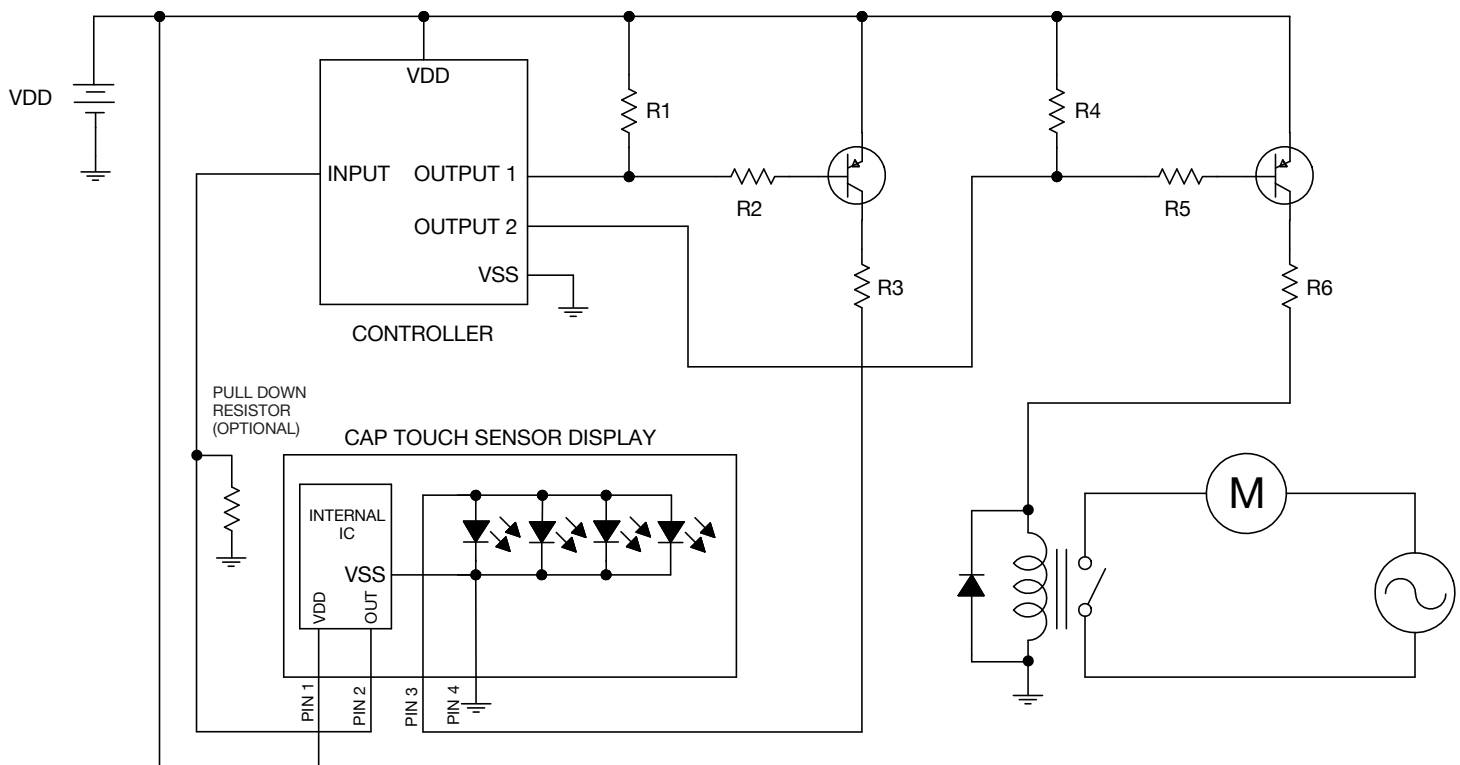 VDD
VDD
R1
R4
INPUT
OUTPUT 1
R2
R5
OUTPUT 2
VSS
R3
R6
CONTROLLER
PULL DOWN
RESISTOR
(OPTIONAL)
CAP TOUCH SENSOR DISPLAY
INTERNAL
IC
VSS
VDD
OUT
M
PIN 1
PIN 2
PIN 3
PIN 4